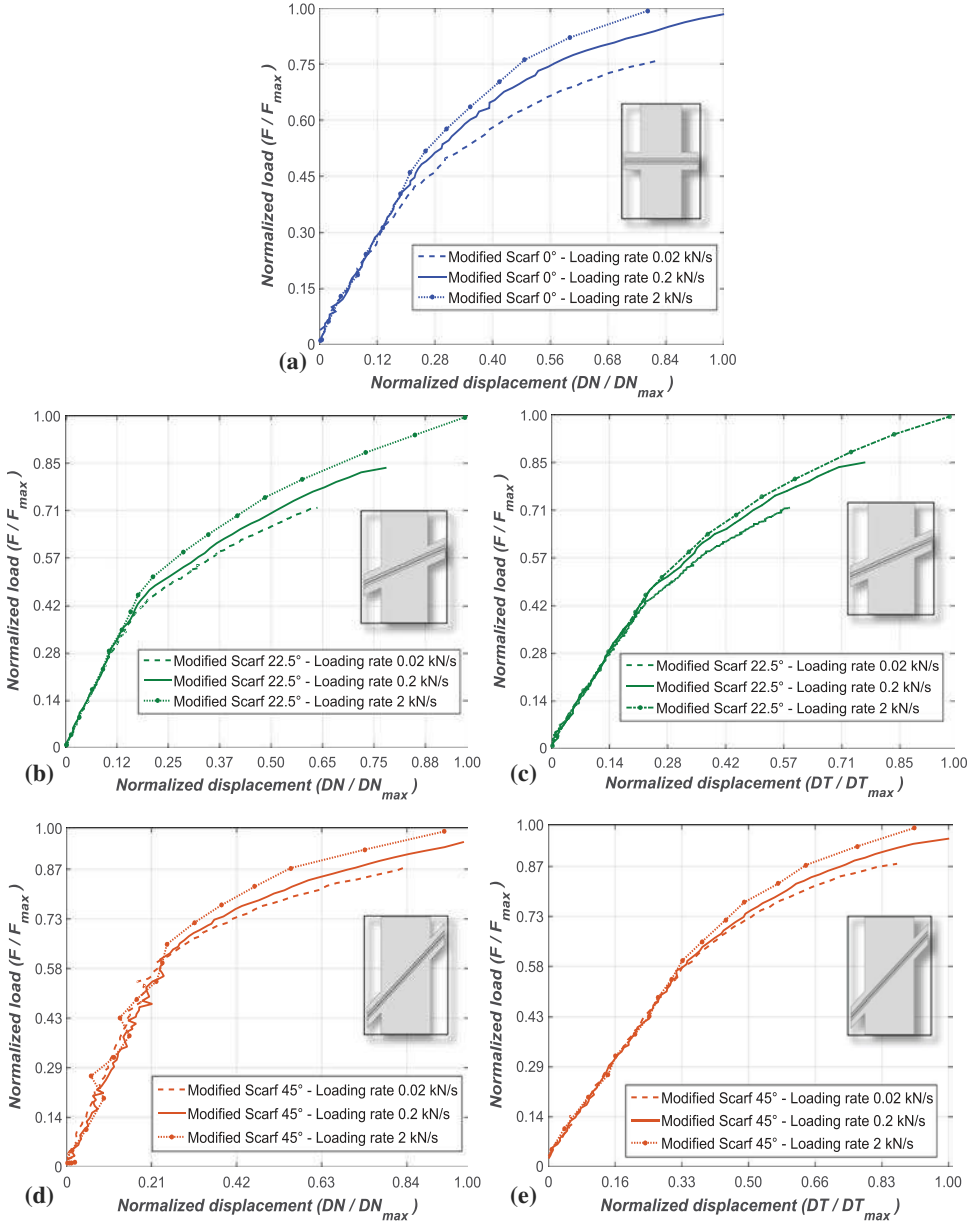 1.00
0.75
0.60
0.45
0.30
0.15
0
Normalized load (F / Fmax)
Modified Scarf 0° - Loading rate 0.02 kN/s
Modified Scarf 0° - Loading rate 0.2 kN/s
Modified Scarf 0° - Loading rate 2 kN/s
0 0.12 0.28 0.40 0.56 0.68 0.84 1.00
(a)
Normalized displacement (DN / DNmax)
1.00
0.85
0.71
0.57
0.42
0.28
0.14
0
Normalized load (F / Fmax)
Modified Scarf 22.5° - Loading rate 0.02 kN/s
Modified Scarf 22.5° - Loading rate 0.2 kN/s
Modified Scarf 22.5° - Loading rate 2 kN/s
0 0.12 0.25 0.37 0.50 0.63 0.75 0.88 1.00
(b)
Normalized displacement (DN / DNmax)
1.00
0.85
0.71
0.57
0.42
0.28
0.14
0
Normalized load (F / Fmax)
Modified Scarf 22.5° - Loading rate 0.02 kN/s
Modified Scarf 22.5° - Loading rate 0.2 kN/s
Modified Scarf 22.5° - Loading rate 2 kN/s
0 0.14 0.28 0.42 0.57 0.71 0.85 1.00
(c)
Normalized displacement (DT / DTmax)
1.00
0.87
0.73
0.58
0.43
0.29
0.14
0
Normalized load (F / Fmax)
Modified Scarf 45° - Loading rate 0.02 kN/s
Modified Scarf 45° - Loading rate 0.2 kN/s
Modified Scarf 45° - Loading rate 2 kN/s
0 0.21 0.42 0.63 0.84 1.00
(d)
Normalized displacement (DN / DNmax)
1.00
0.87
0.73
0.58
0.43
0.29
0.14
0
Normalized load (F / Fmax)
Modified Scarf 45° - Loading rate 0.02 kN/s
Modified Scarf 45° - Loading rate 0.2 kN/s
Modified Scarf 45° - Loading rate 2 kN/s
0 0.16 0.33 0.49 0.66 0.83 1.00
(e)
Normalized displacement (DT / DTmax)